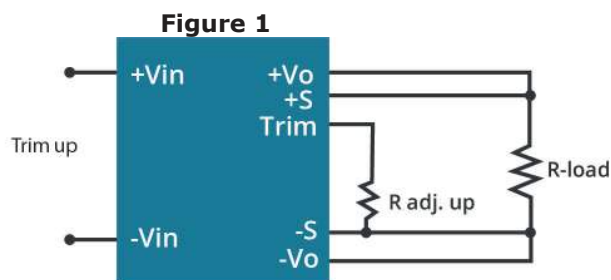 Figure 1
+Vin
+Vo
+S
Trim
Trim up
R-load
R adj. up
-S
-Vin
-Vo